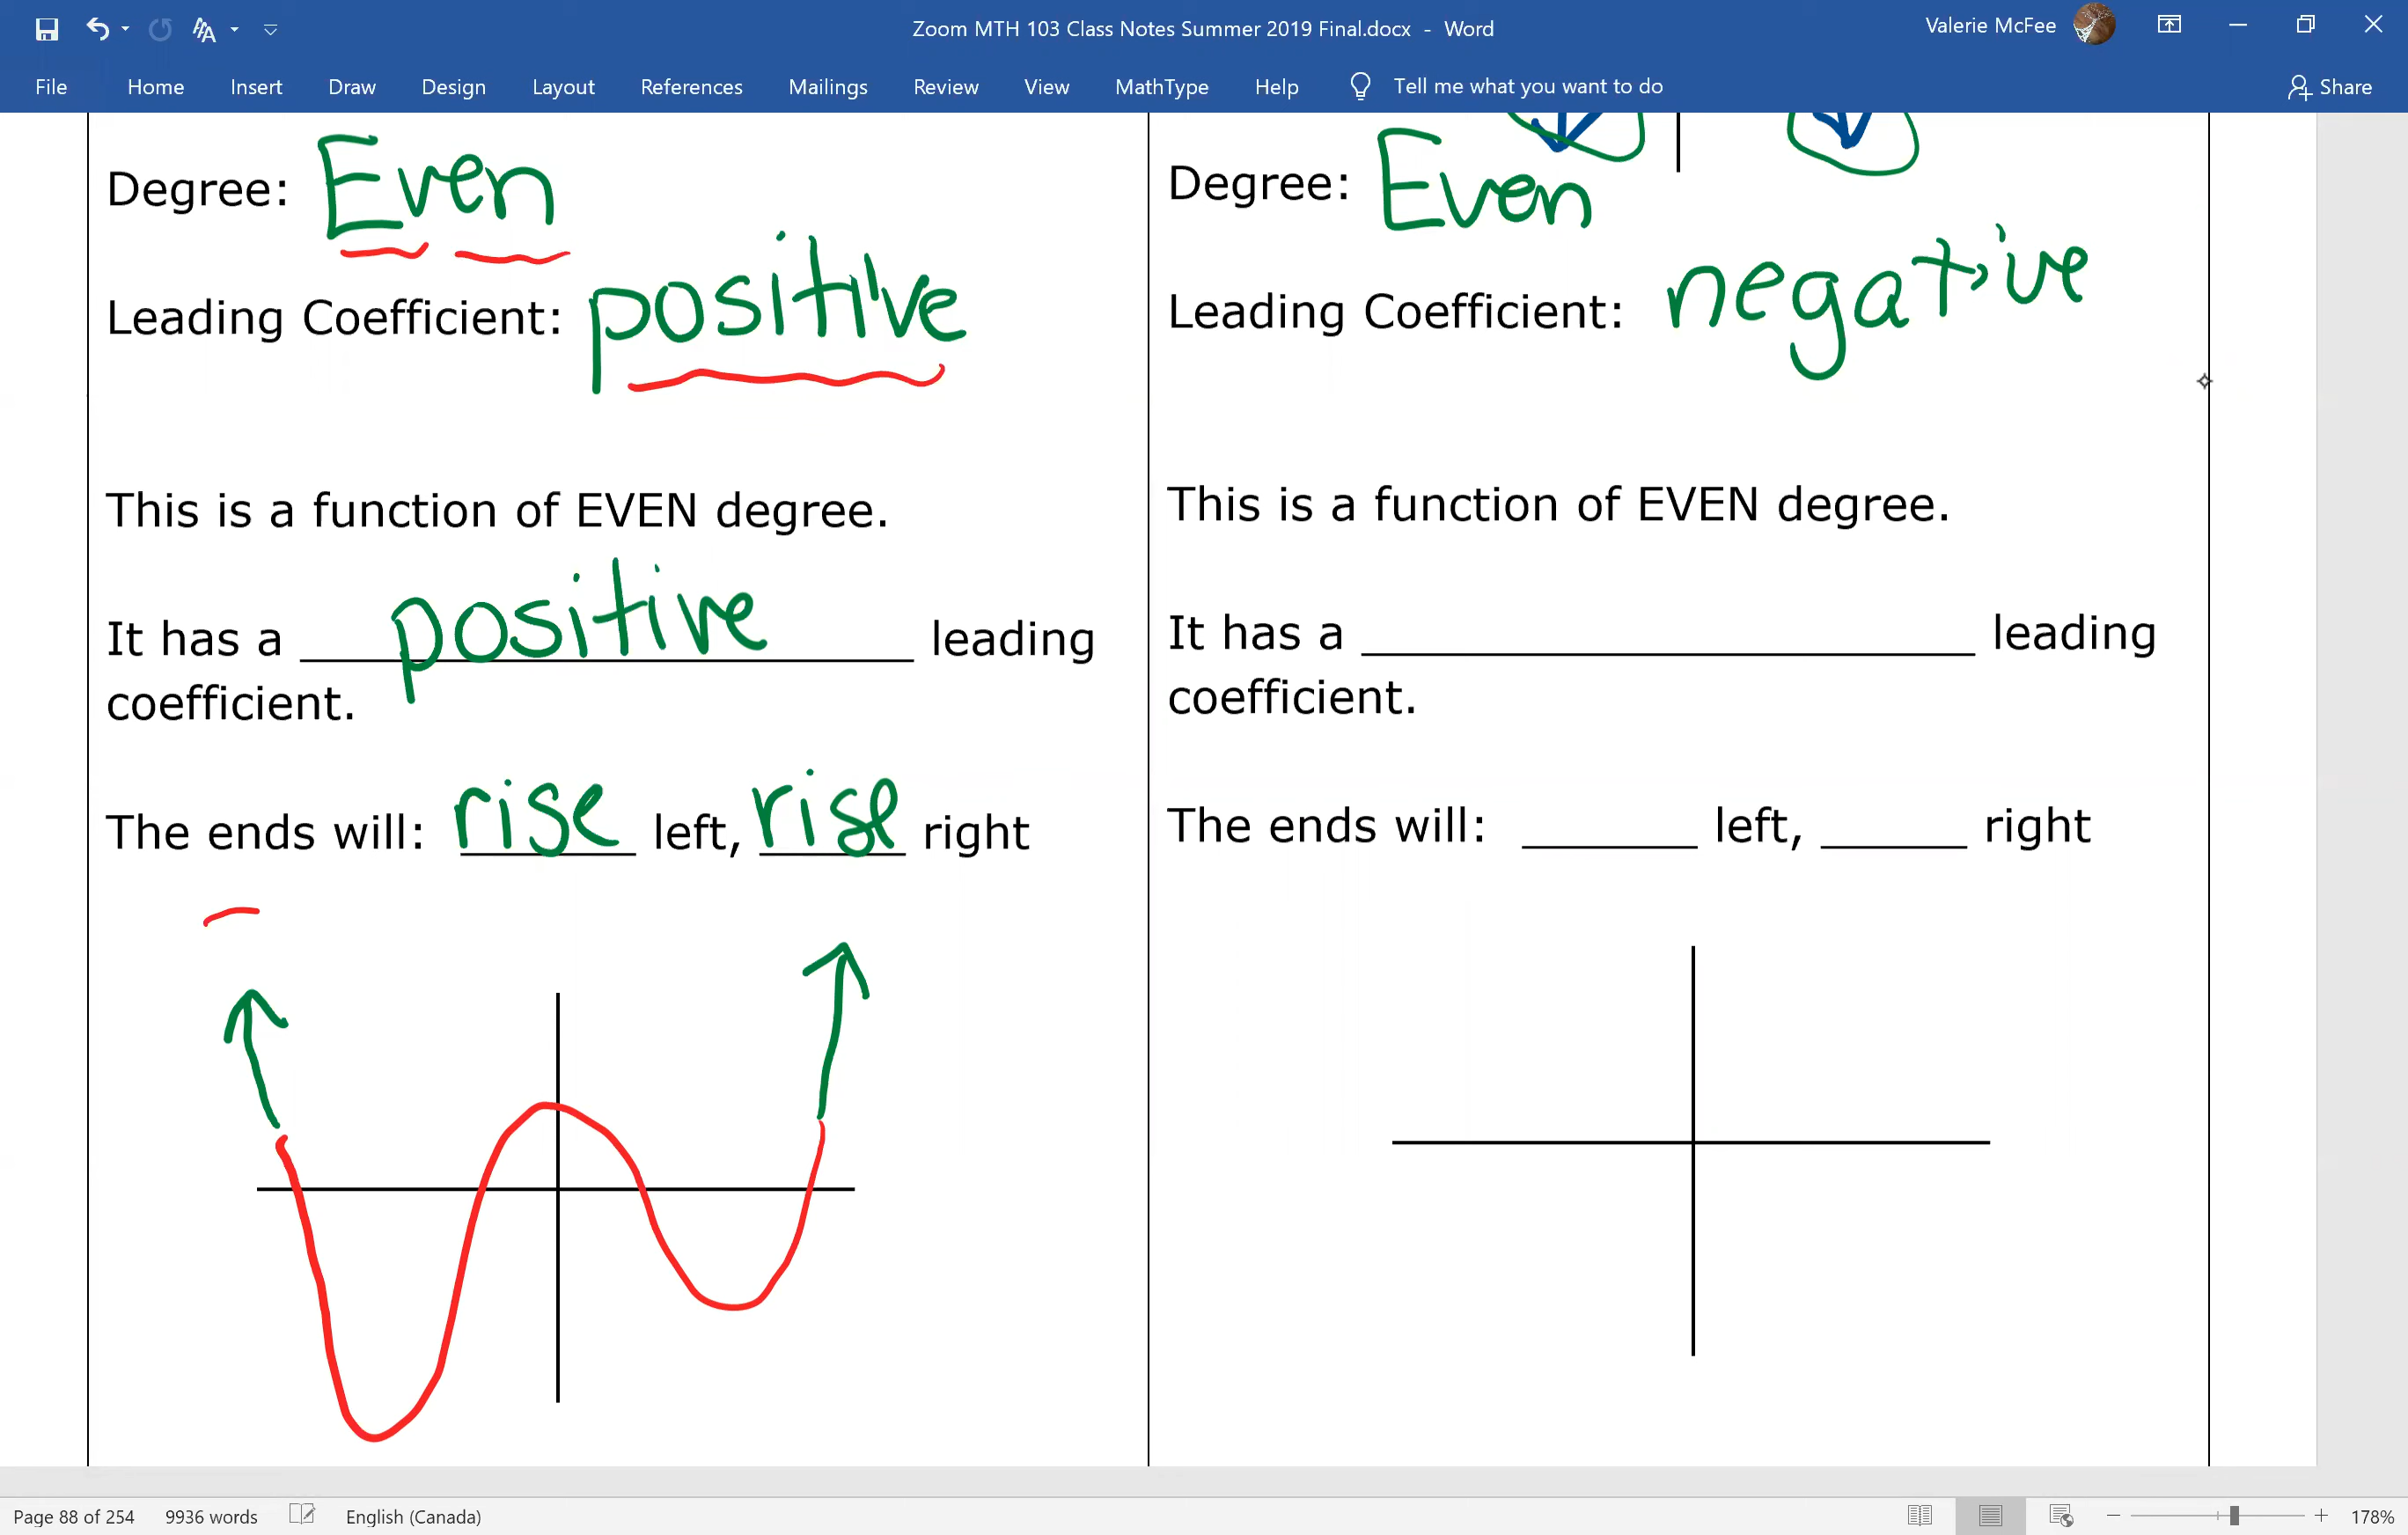 Zoom MTH 103 Class Notes Summer 2019 Final.docx - Word
Valerie McFee
File Home Insert Draw Design Layout References Mailings Review View MathType Help Tell me what you want to do Share
Degree: Even
Leading Coefficient: positive
This is a function of EVEN degree.
It has a positive leading
coefficient.
The ends will: rise left, rise right
Degree: Even
Leading Coefficient: negative
This is a function of EVEN degree.
It has a ____________ leading
coefficient.
The ends will: ______ left, _____ right
Page 88 of 254 9936 words English (Canada) 178%